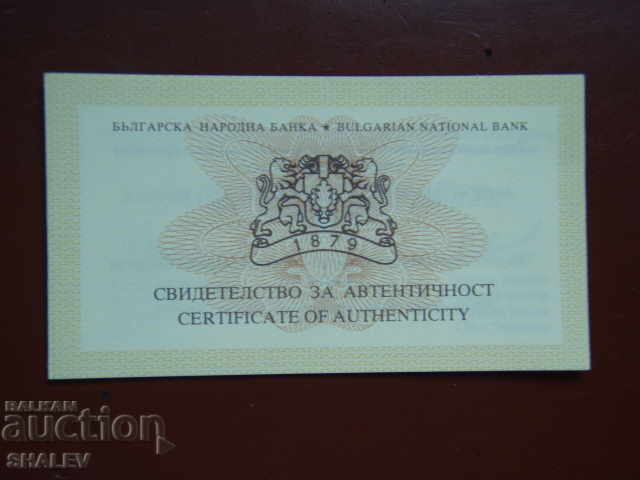 БЪЛГАРСКА НАРОДНА БАНКА ★ BULGARIAN NATIONAL BANK
1879
СВИДЕТЕЛСТВО ЗА АВТЕНТИЧНОСТ
CERTIFICATE OF AUTHENTICITY
BALKAN
auction
SHALEV